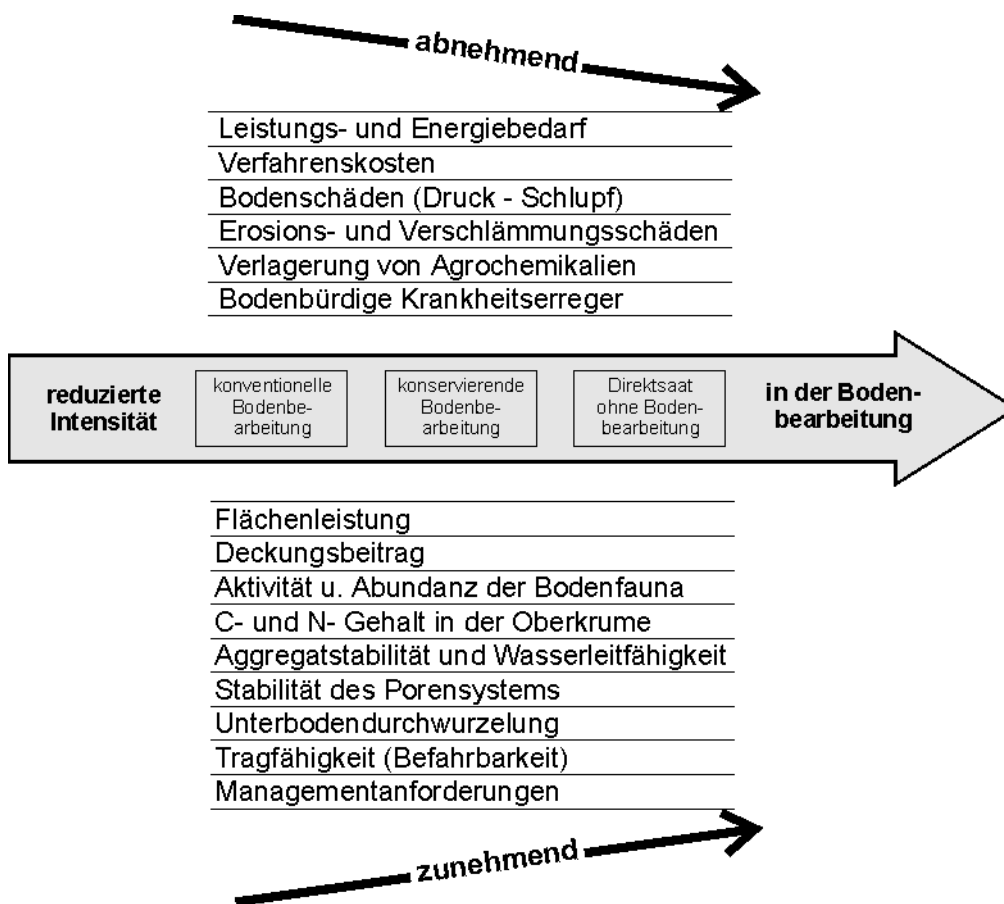 abnehmend
Leistungs- und Energiebedarf
Verfahrenskosten
Bodenschäden (Druck - Schlupf)
Erosions- und Verschlämmungsschäden
Verlagerung von Agrochemikalien
Bodenbürdige Krankheitserreger
reduzierte
Intensität
konventionelle
Bodenbe-
arbeitung
konservierende
Bodenbe-
arbeitung
Direktsaat
ohne Boden-
bearbeitung
in der Boden-
bearbeitung
Flächenleistung
Deckungsbeitrag
Aktivität u. Abundanz der Bodenfauna
C- und N- Gehalt in der Oberkrume
Aggregatstabilität und Wasserleitfähigkeit
Stabilität des Porensystems
Unterbodendurchwurzelung
Tragfähigkeit (Befahrbarkeit)
Managementanforderungen
zunehmend